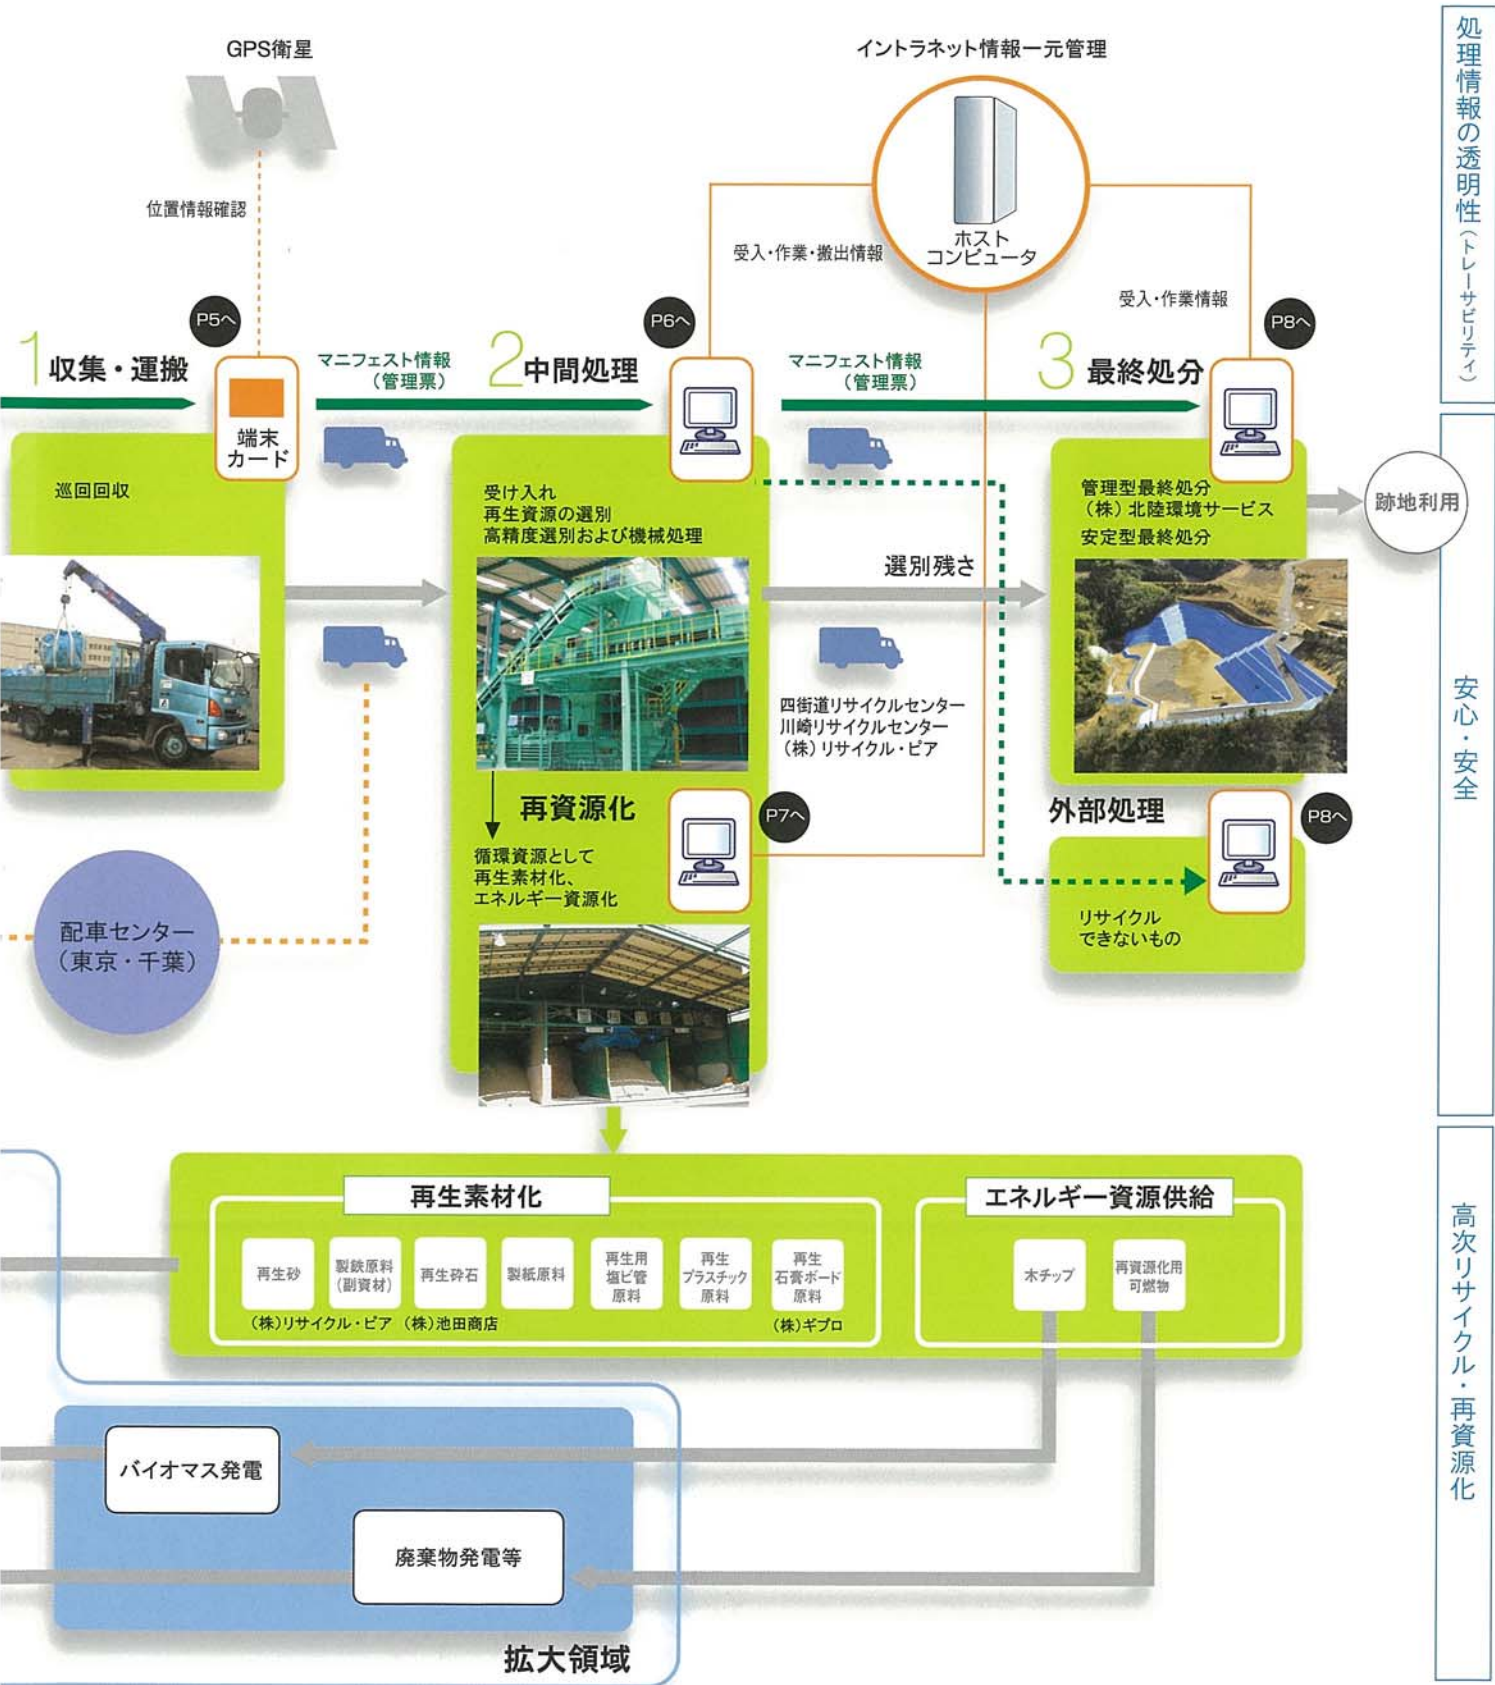 GPS衛星
位置情報確認
イントラネット情報一元管理
ホスト
コンピュータ
受入・作業・搬出情報
受入・作業情報
P5へ
P6へ
P8へ
1 収集・運搬
マニフェスト情報
（管理票）
2 中間処理
マニフェスト情報
（管理票）
3 最終処分
端末
カード
巡回回収
受け入れ
再生資源の選別
高精度選別および機械処理
管理型最終処分
（株）北陸環境サービス
安定型最終処分
跡地利用
選別残さ
四街道リサイクルセンター
川崎リサイクルセンター
（株）リサイクル・ピア
再資源化
P7へ
循環資源として
再生素材化、
エネルギー資源化
外部処理
P8へ
リサイクル
できないもの
配車センター
（東京・千葉）
再生素材化
再生砂
製鉄原料
（副資材）
再生砕石
製紙原料
再生用
塩ビ管
原料
再生
プラスチック
原料
再生
石膏ボード
原料
（株）リサイクル・ピア
（株）池田商店
（株）ギプロ
エネルギー資源供給
木チップ
再資源化用
可燃物
バイオマス発電
廃棄物発電等
拡大領域
処理情報の透明性（トレーサビリティ）
安心・安全
高次リサイクル・再資源化